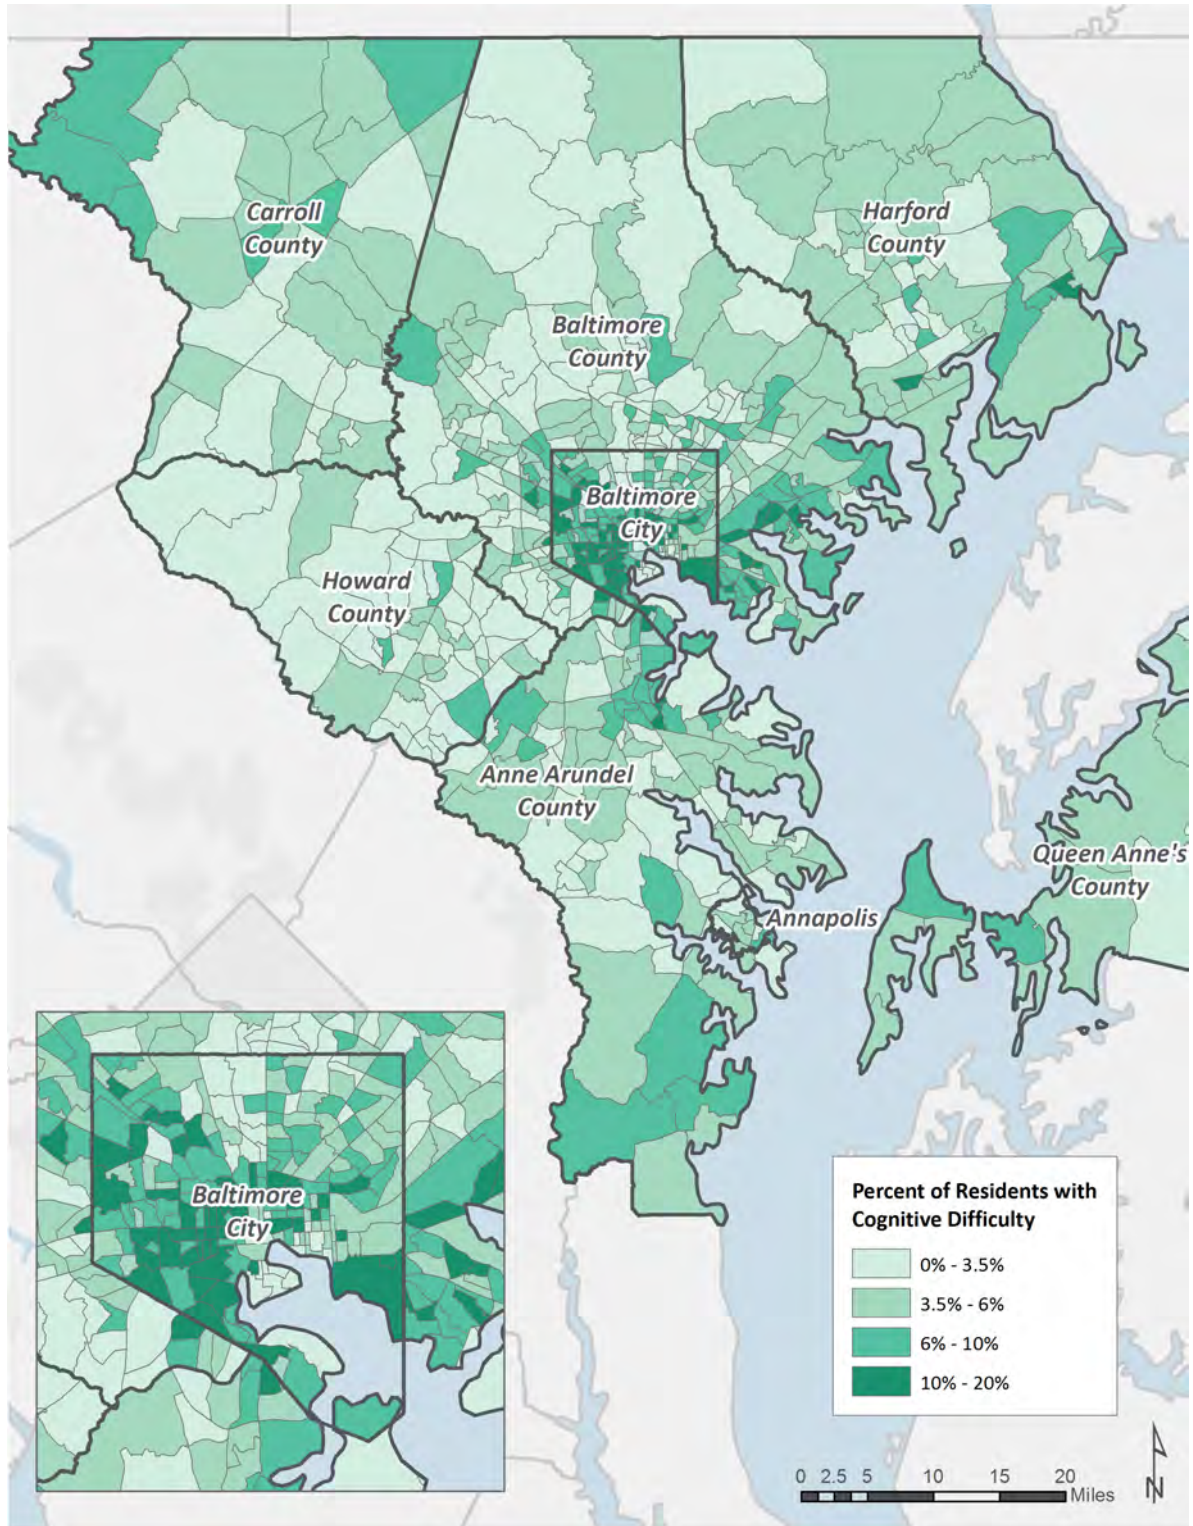 Carroll
County
Harford
County
Baltimore
County
Baltimore
City
Howard
County
Anne Arundel
County
Queen Anne's
County
Annapolis
Baltimore
City
Percent of Residents with
Cognitive Difficulty
0% - 3.5%
3.5% - 6%
6% - 10%
10% - 20%
N
0 2.5 5 10 15 20
Miles